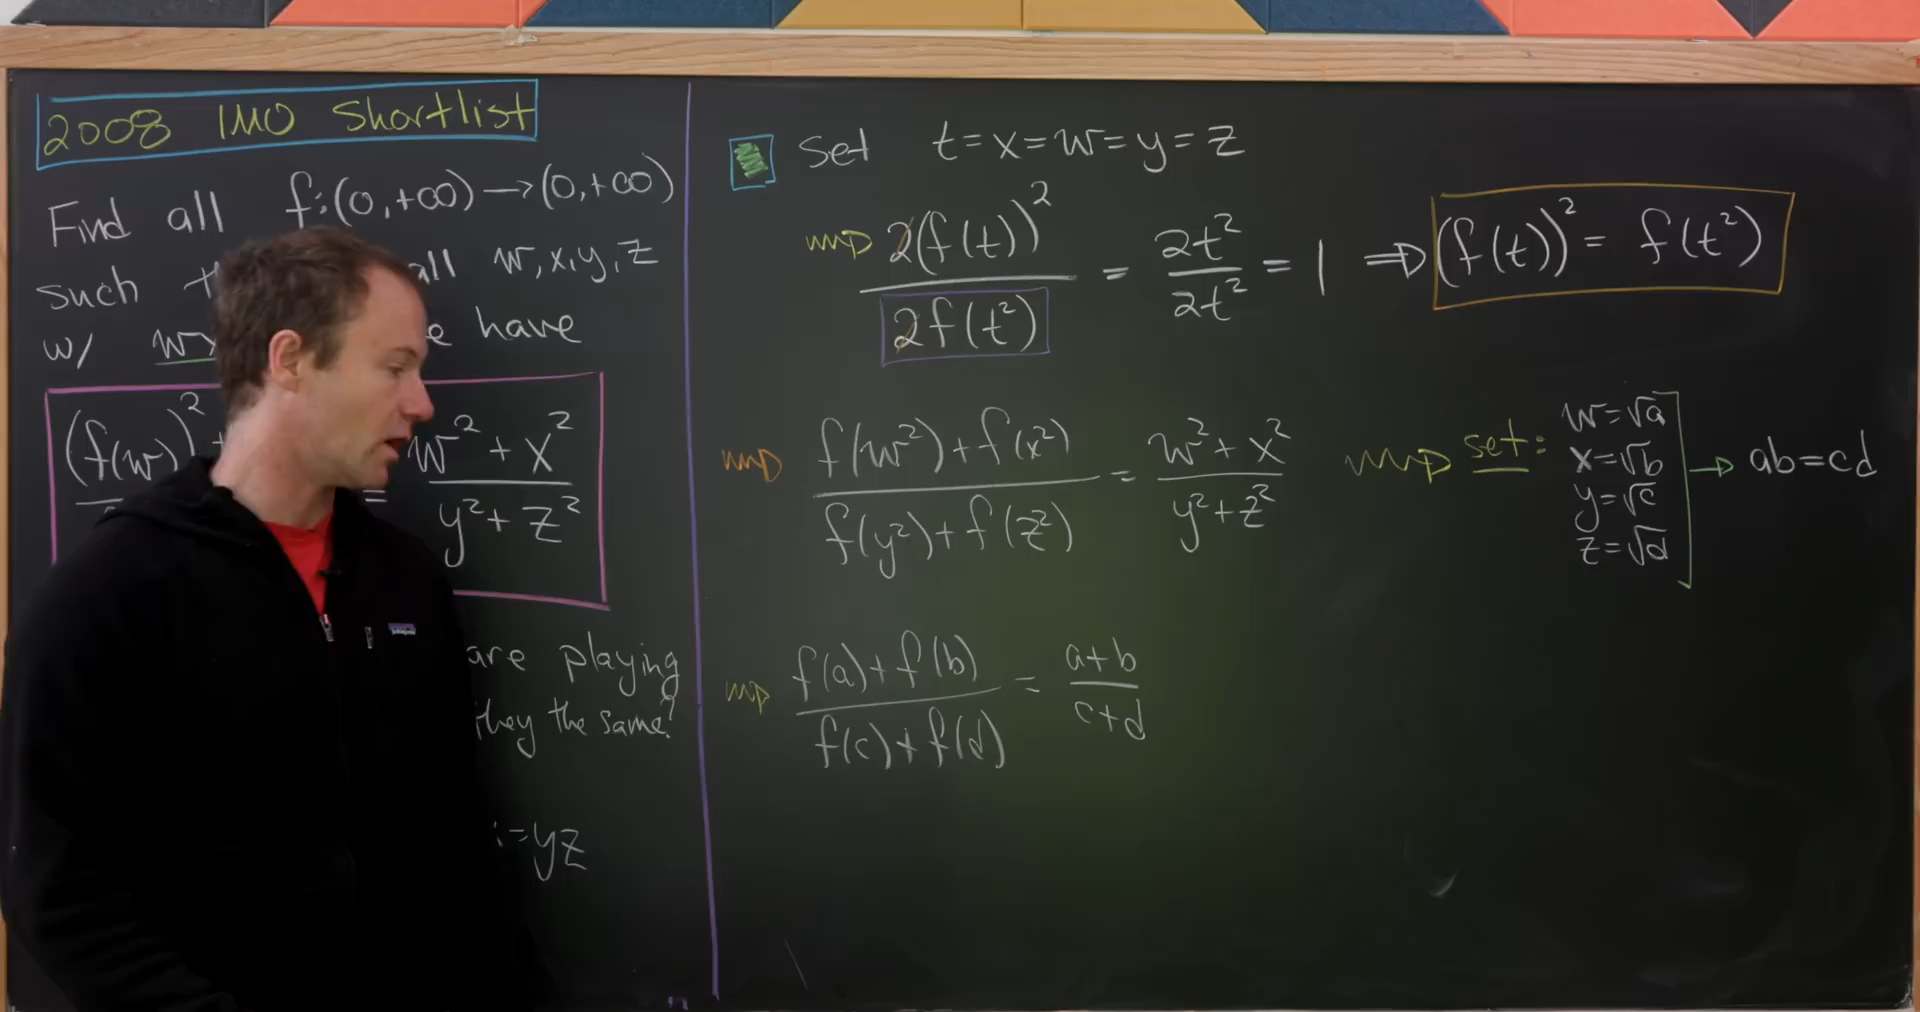 2008 IMO Shortlist
Find all f:(0,+∞)→(0,+∞)
such all w,x,y,z
w/ have
(f(w))² = w²+x² / y²+z²
are playing
they the same?
=yz
Set t=x=w=y=z
2(f(t))² / 2f(t²) = 2t² / 2t² = 1 ⇒ (f(t))² = f(t²)
f(w²)+f(x²) / f(y²)+f(z²) = w²+x² / y²+z² set:
w=√a
x=√b
y=√c
z=√d
→ ab=cd
f(a)+f(b) / f(c)+f(d) = a+b / c+d